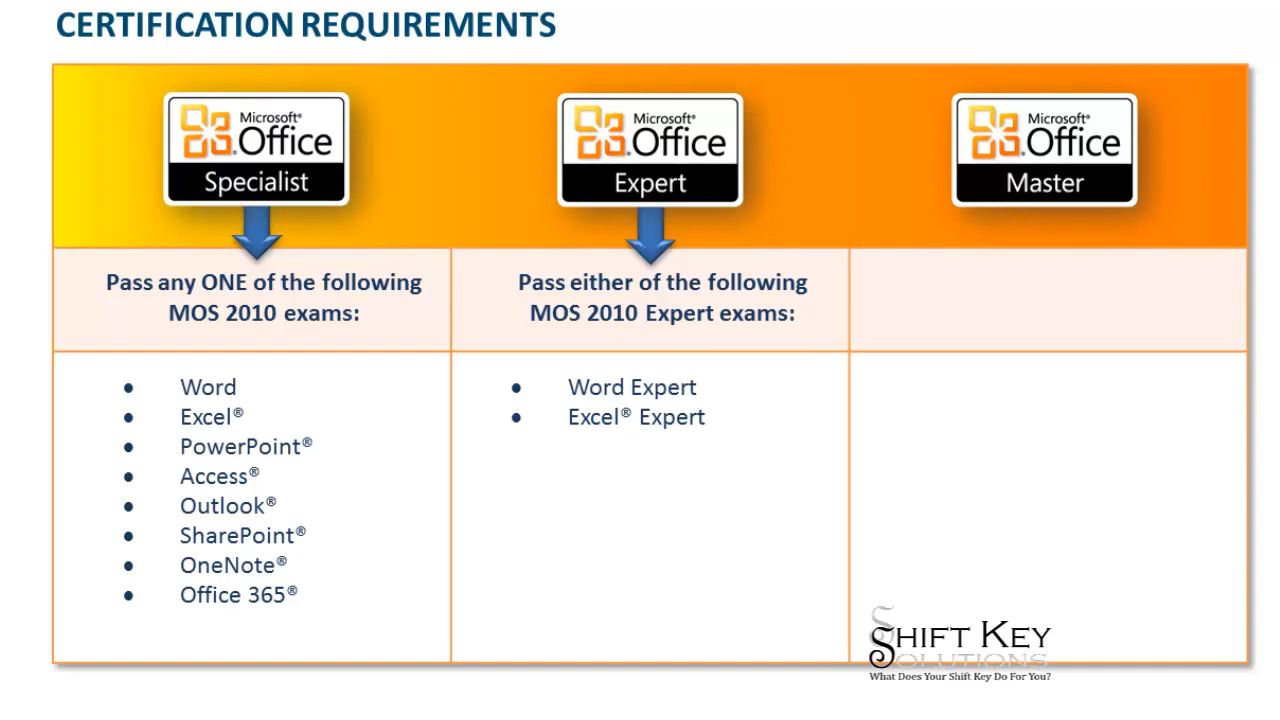 CERTIFICATION REQUIREMENTS
Microsoft®
Office
Specialist
Microsoft®
Office
Expert
Microsoft®
Office
Master
Pass any ONE of the following
MOS 2010 exams:
Pass either of the following
MOS 2010 Expert exams:
• Word
• Excel®
• PowerPoint®
• Access®
• Outlook®
• SharePoint®
• OneNote®
• Office 365®
• Word Expert
• Excel® Expert
SHIFT KEY
SOLUTIONS
What Does Your Shift Key Do For You?